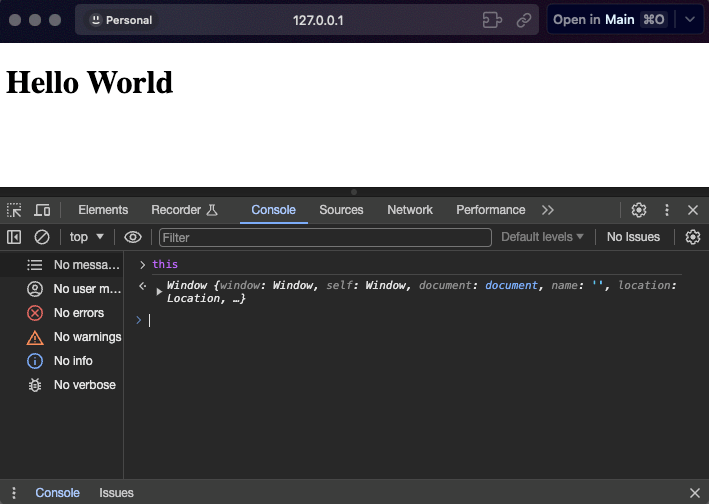 Personal
127.0.0.1
Open in Main ⌘O
Hello World
Elements Recorder Console Sources Network Performance
top Filter Default levels No Issues
No messa...
No user m...
No errors
No warnings
No info
No verbose
this
Window {window: Window, self: Window, document: document, name: '', location:
Location, …}
Console Issues